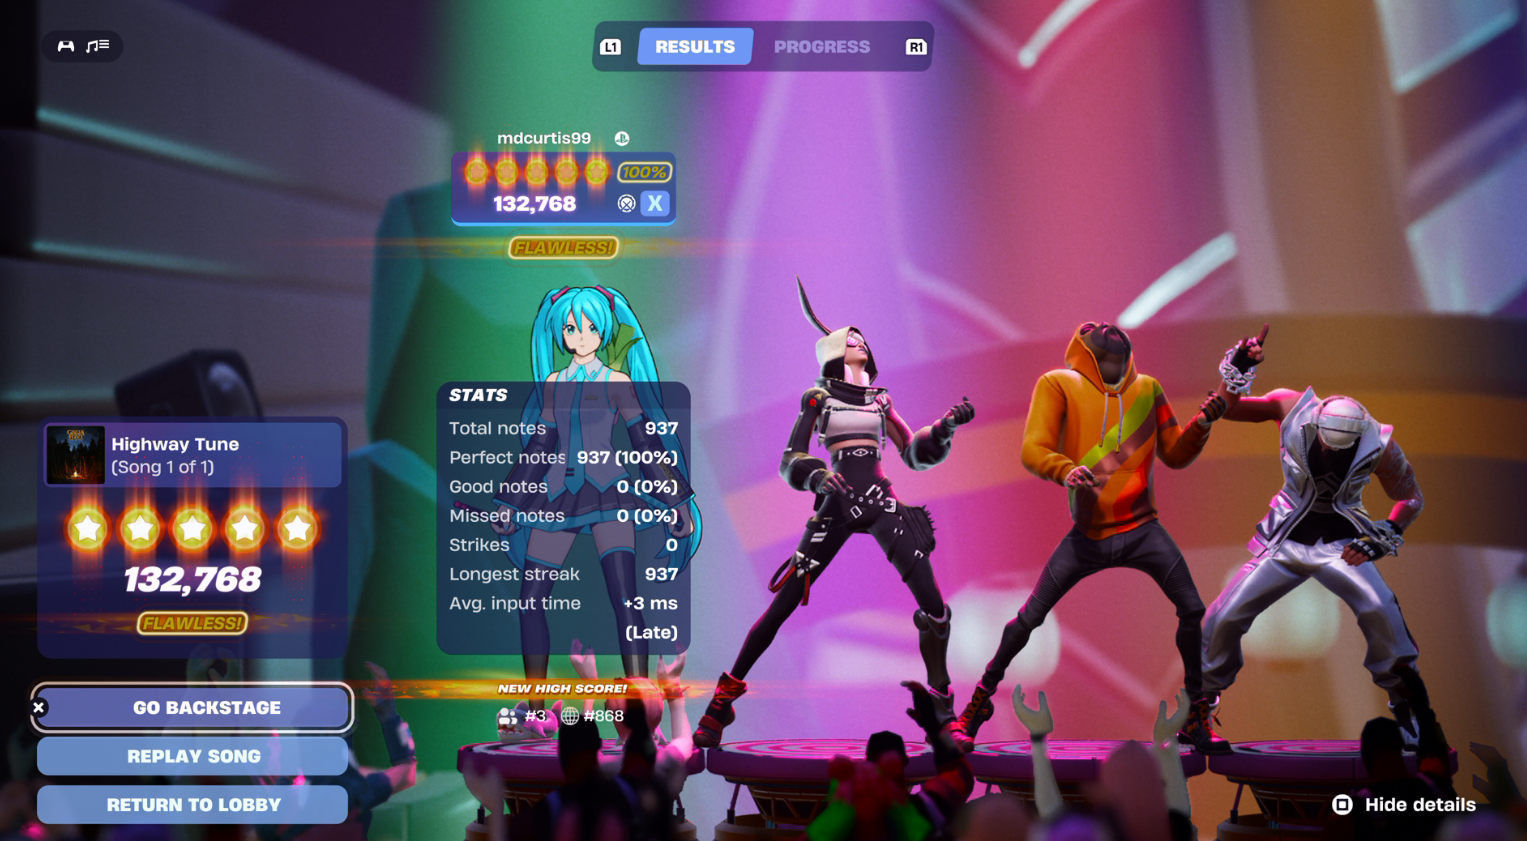 L1
RESULTS
PROGRESS
R1
mdcurtis99
100%
132,768
X
FLAWLESS!
STATS
Total notes 937
Perfect notes 937 (100%)
Good notes 0 (0%)
Missed notes 0 (0%)
Strikes 0
Longest streak 937
Avg. input time +3 ms
(Late)
NEW HIGH SCORE!
#3 #868
Highway Tune
(Song 1 of 1)
132,768
FLAWLESS!
GO BACKSTAGE
REPLAY SONG
RETURN TO LOBBY
Hide details